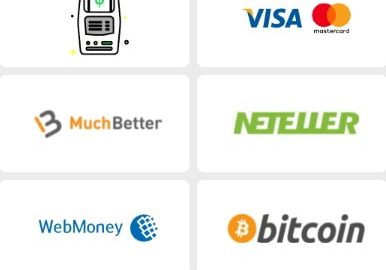 $
VISA
mastercard
MuchBetter
NETELLER
WebMoney
bitcoin